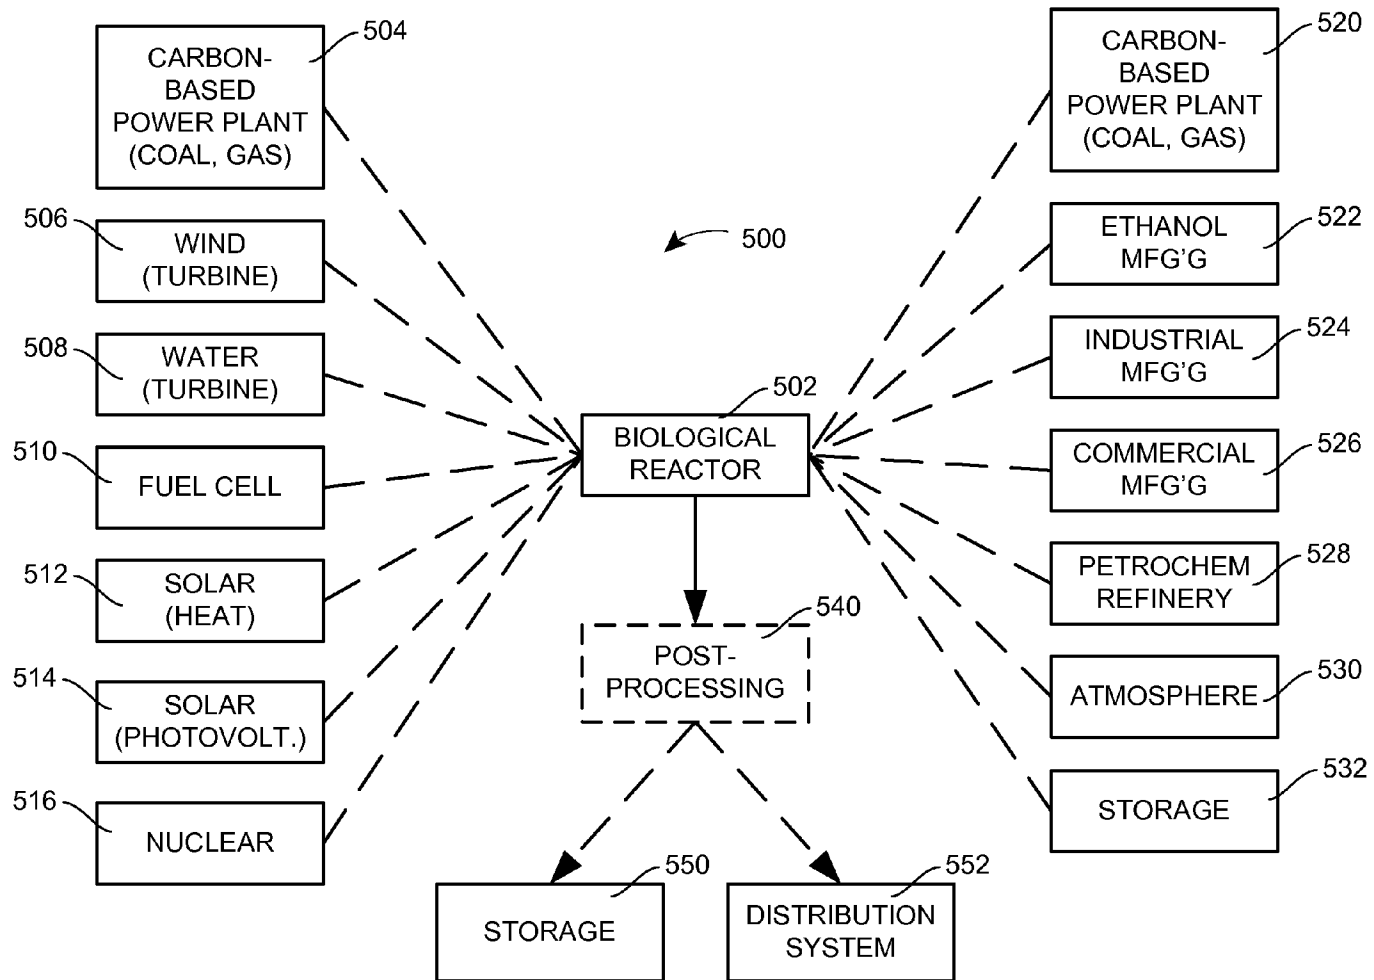 504
CARBON-
BASED
POWER PLANT
(COAL, GAS)
506
WIND
(TURBINE)
508
WATER
(TURBINE)
510
FUEL CELL
512
SOLAR
(HEAT)
514
SOLAR
(PHOTOVOLT.)
516
NUCLEAR
500
502
BIOLOGICAL
REACTOR
540
POST-
PROCESSING
550
STORAGE
552
DISTRIBUTION
SYSTEM
520
CARBON-
BASED
POWER PLANT
(COAL, GAS)
522
ETHANOL
MFG'G
524
INDUSTRIAL
MFG'G
526
COMMERCIAL
MFG'G
528
PETROCHEM
REFINERY
530
ATMOSPHERE
532
STORAGE